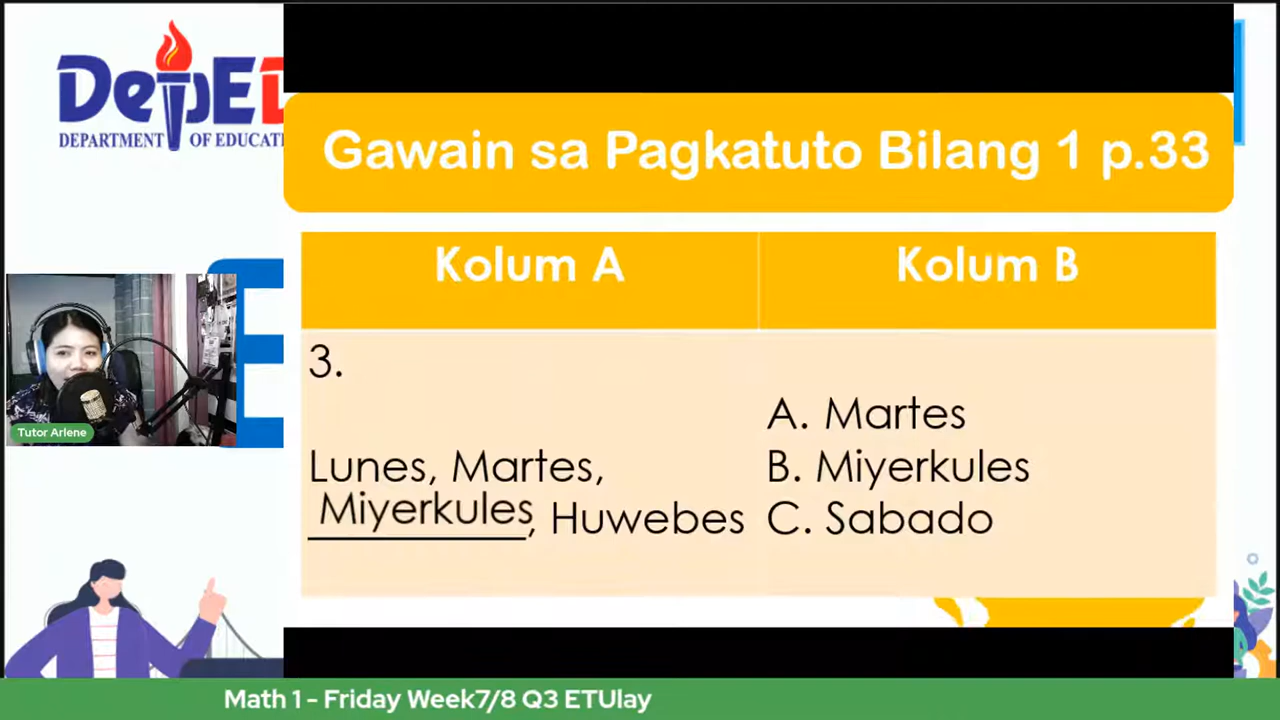 DepED
DEPARTMENT OF EDUCATI
Gawain sa Pagkatuto Bilang 1 p.33
Kolum A
Kolum B
3.
Lunes, Martes,
Miyerkules, Huwebes
A. Martes
B. Miyerkules
C. Sabado
Tutor Arlene
Math 1 - Friday Week7/8 Q3 ETUlay